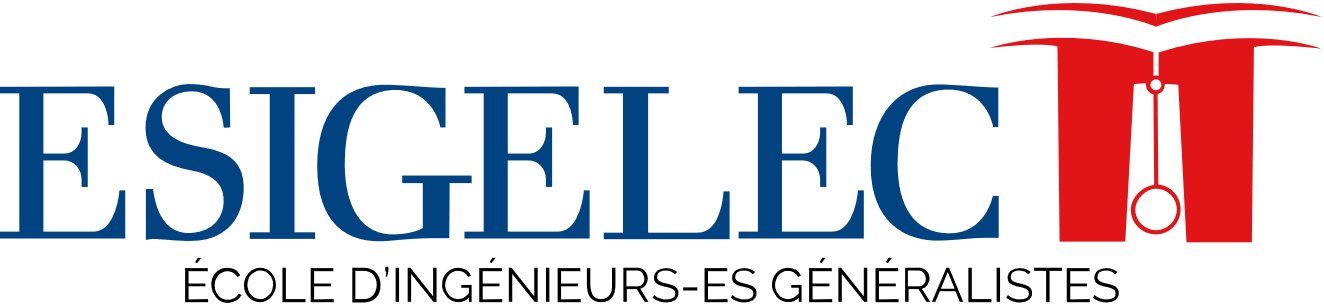 ESIGELEC
ÉCOLE D'INGÉNIEURS-ES GÉNÉRALISTES